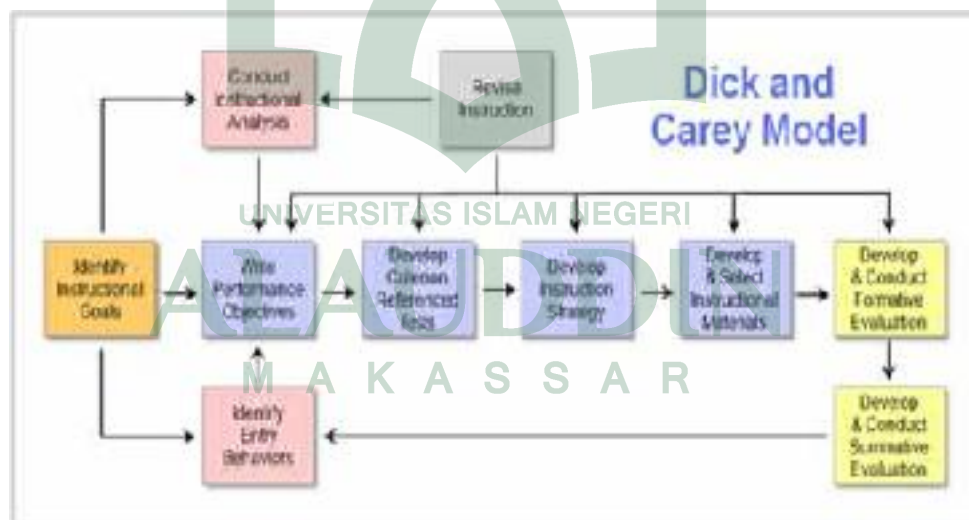 Conduct
Instructional
Analysis
Revise
Instruction
Dick and
Carey Model
UNIVERSITAS ISLAM NEGERI
ALAUDDIN
MAKASSAR
Identify
Instructional
Goals
Write
Performance
Objectives
Develop
Criterion
Referenced
Tests
Develop
Instruction
Strategy
Develop
& Select
Instructional
Materials
Develop
& Conduct
Formative
Evaluation
Identify
Entry
Behaviors
Develop
& Conduct
Summative
Evaluation